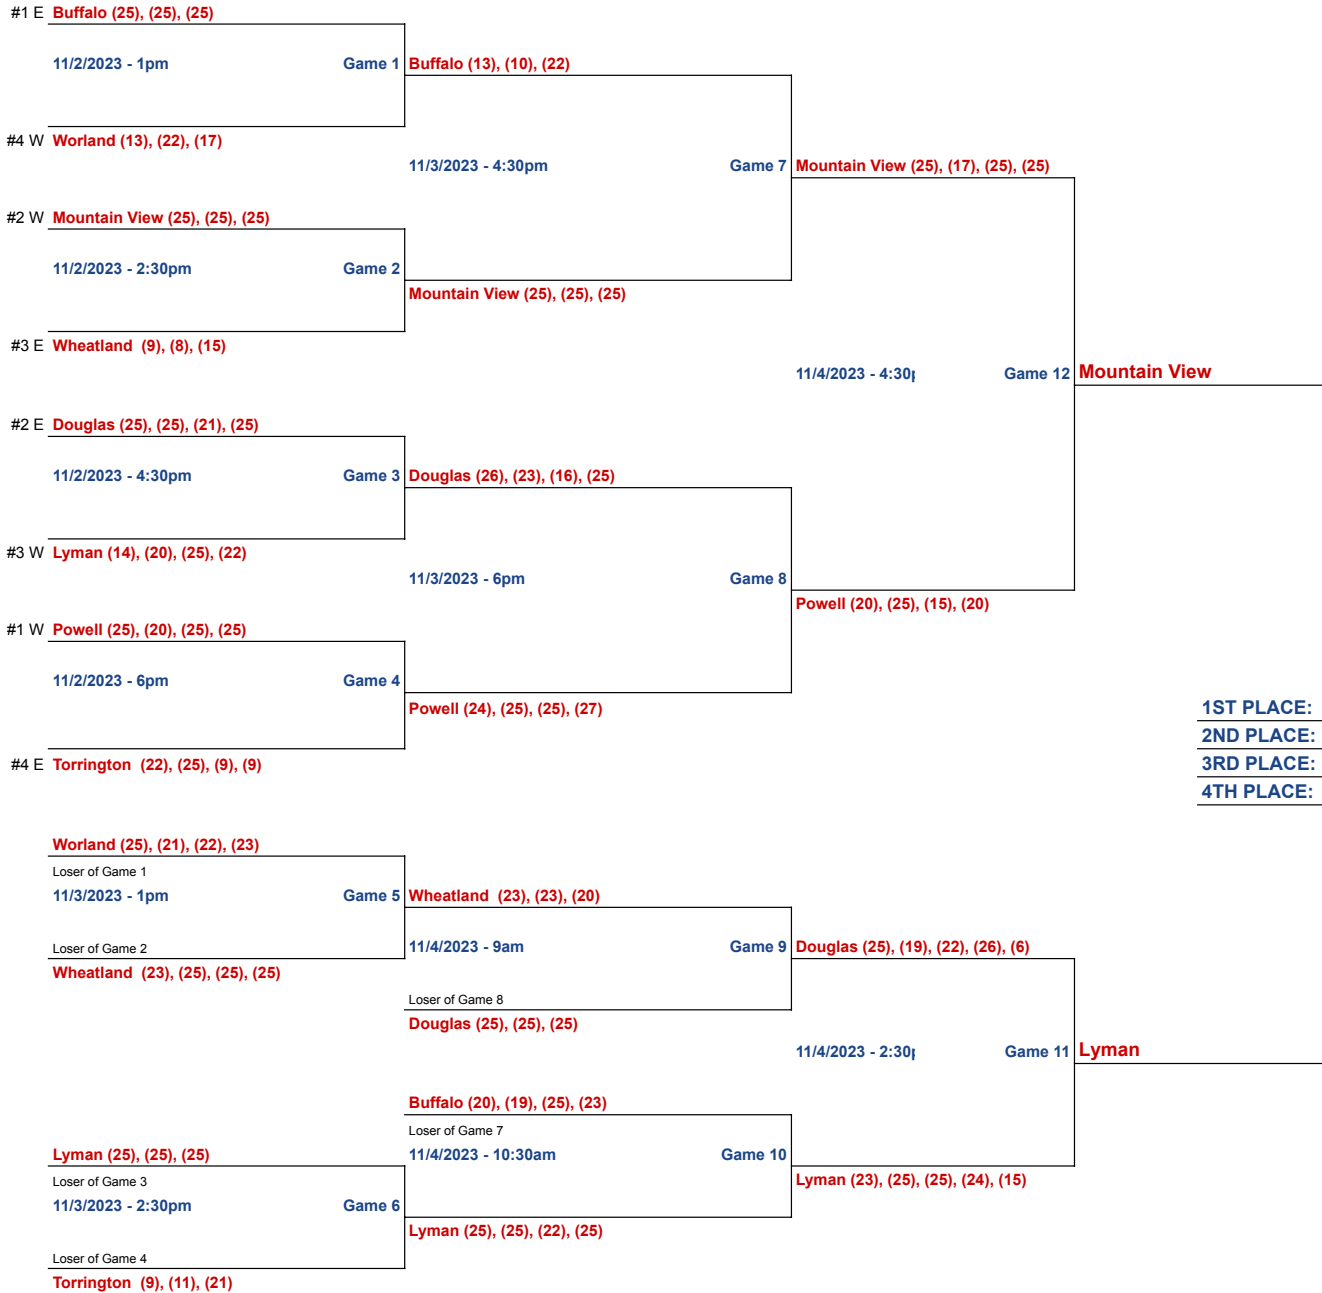 #1 E Buffalo (25), (25), (25)
11/2/2023 - 1pm Game 1 Buffalo (13), (10), (22)
#4 W Worland (13), (22), (17)
11/3/2023 - 4:30pm Game 7 Mountain View (25), (17), (25), (25)
#2 W Mountain View (25), (25), (25)
11/2/2023 - 2:30pm Game 2
Mountain View (25), (25), (25)
#3 E Wheatland (9), (8), (15)
11/4/2023 - 4:30 Game 12 Mountain View
#2 E Douglas (25), (25), (21), (25)
11/2/2023 - 4:30pm Game 3 Douglas (26), (23), (16), (25)
#3 W Lyman (14), (20), (25), (22)
11/3/2023 - 6pm Game 8
Powell (20), (25), (15), (20)
#1 W Powell (25), (20), (25), (25)
11/2/2023 - 6pm Game 4
Powell (24), (25), (25), (27)
1ST PLACE:
2ND PLACE:
#4 E Torrington (22), (25), (9), (9)
3RD PLACE:
4TH PLACE:
Worland (25), (21), (22), (23)
Loser of Game 1
11/3/2023 - 1pm Game 5 Wheatland (23), (23), (20)
Loser of Game 2
11/4/2023 - 9am Game 9 Douglas (25), (19), (22), (26), (6)
Wheatland (23), (25), (25), (25)
Loser of Game 8
Douglas (25), (25), (25)
11/4/2023 - 2:30 Game 11 Lyman
Buffalo (20), (19), (25), (23)
Loser of Game 7
Lyman (25), (25), (25)
11/4/2023 - 10:30am Game 10
Loser of Game 3
Lyman (23), (25), (25), (24), (15)
11/3/2023 - 2:30pm Game 6
Lyman (25), (25), (22), (25)
Loser of Game 4
Torrington (9), (11), (21)